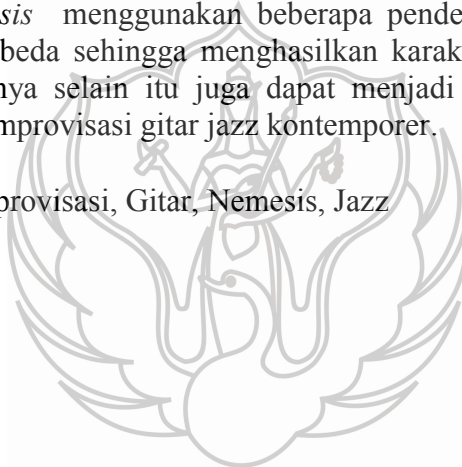 sis menggunakan beberapa pende
beda sehingga menghasilkan karak
nya selain itu juga dapat menjadi
mprovisasi gitar jazz kontemporer.
provisasi, Gitar, Nemesis, Jazz